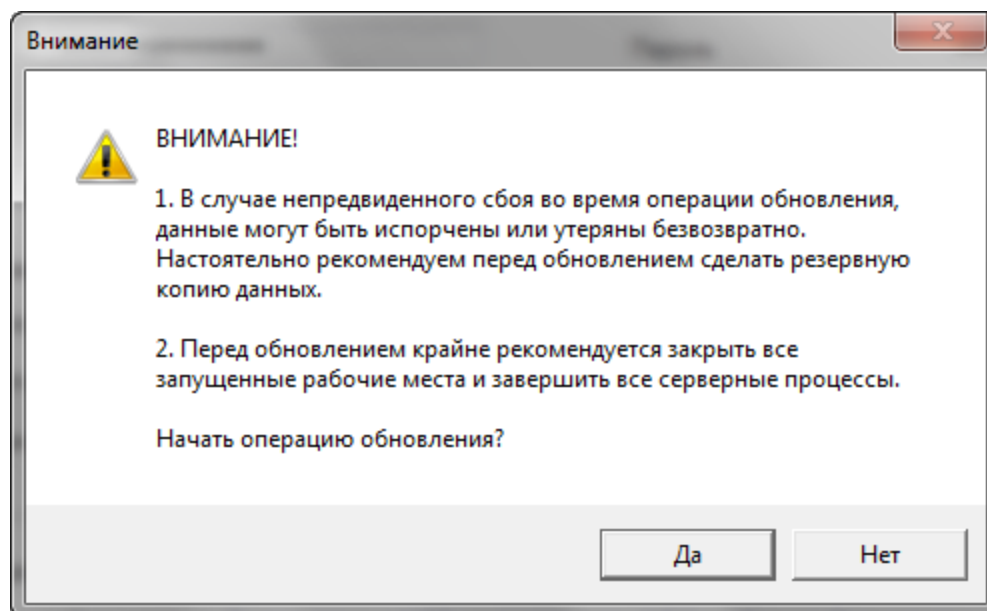 Внимание
ВНИМАНИЕ!
1. В случае непредвиденного сбоя во время операции обновления,
данные могут быть испорчены или утеряны безвозвратно.
Настоятельно рекомендуем перед обновлением сделать резервную
копию данных.
2. Перед обновлением крайне рекомендуется закрыть все
запущенные рабочие места и завершить все серверные процессы.
Начать операцию обновления?
Да Нет